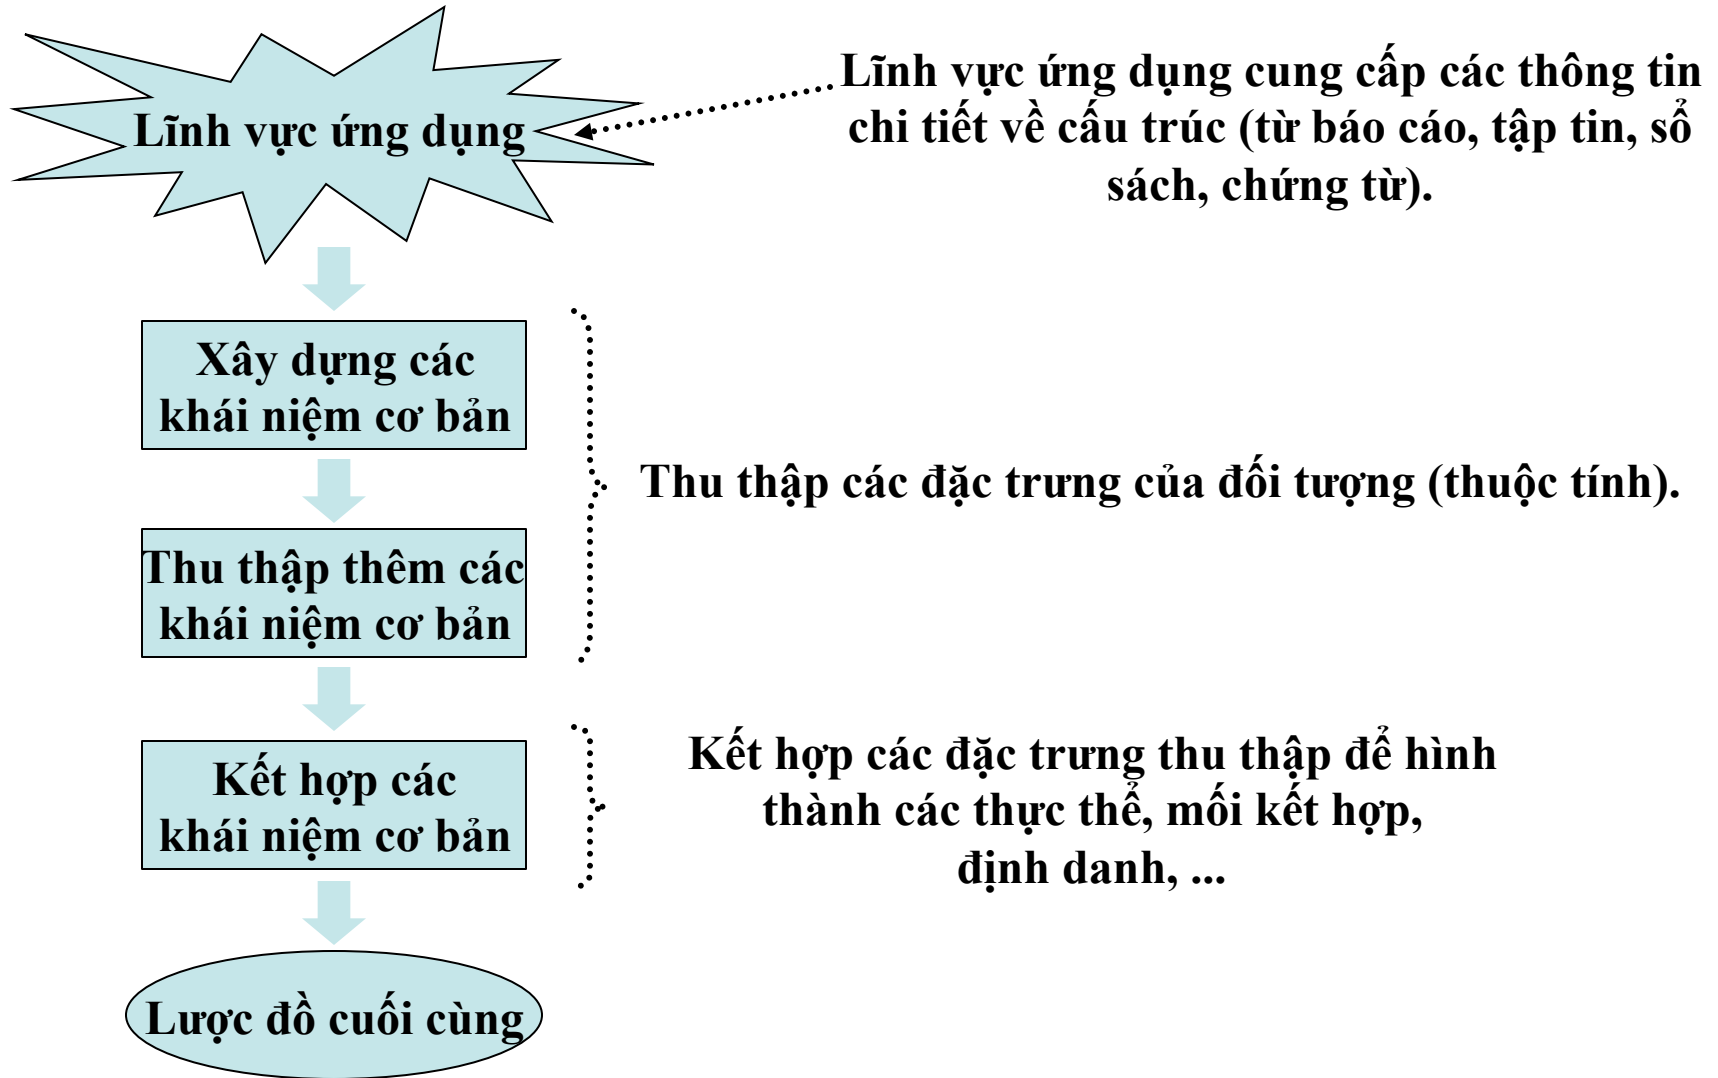 Lĩnh vực ứng dụng
Lĩnh vực ứng dụng cung cấp các thông tin
chi tiết về cấu trúc (từ báo cáo, tập tin, sổ
sách, chứng từ).
Xây dựng các
khái niệm cơ bản
Thu thập các đặc trưng của đối tượng (thuộc tính).
Thu thập thêm các
khái niệm cơ bản
Kết hợp các
khái niệm cơ bản
Kết hợp các đặc trưng thu thập để hình
thành các thực thể, mối kết hợp,
định danh, ...
Lược đồ cuối cùng